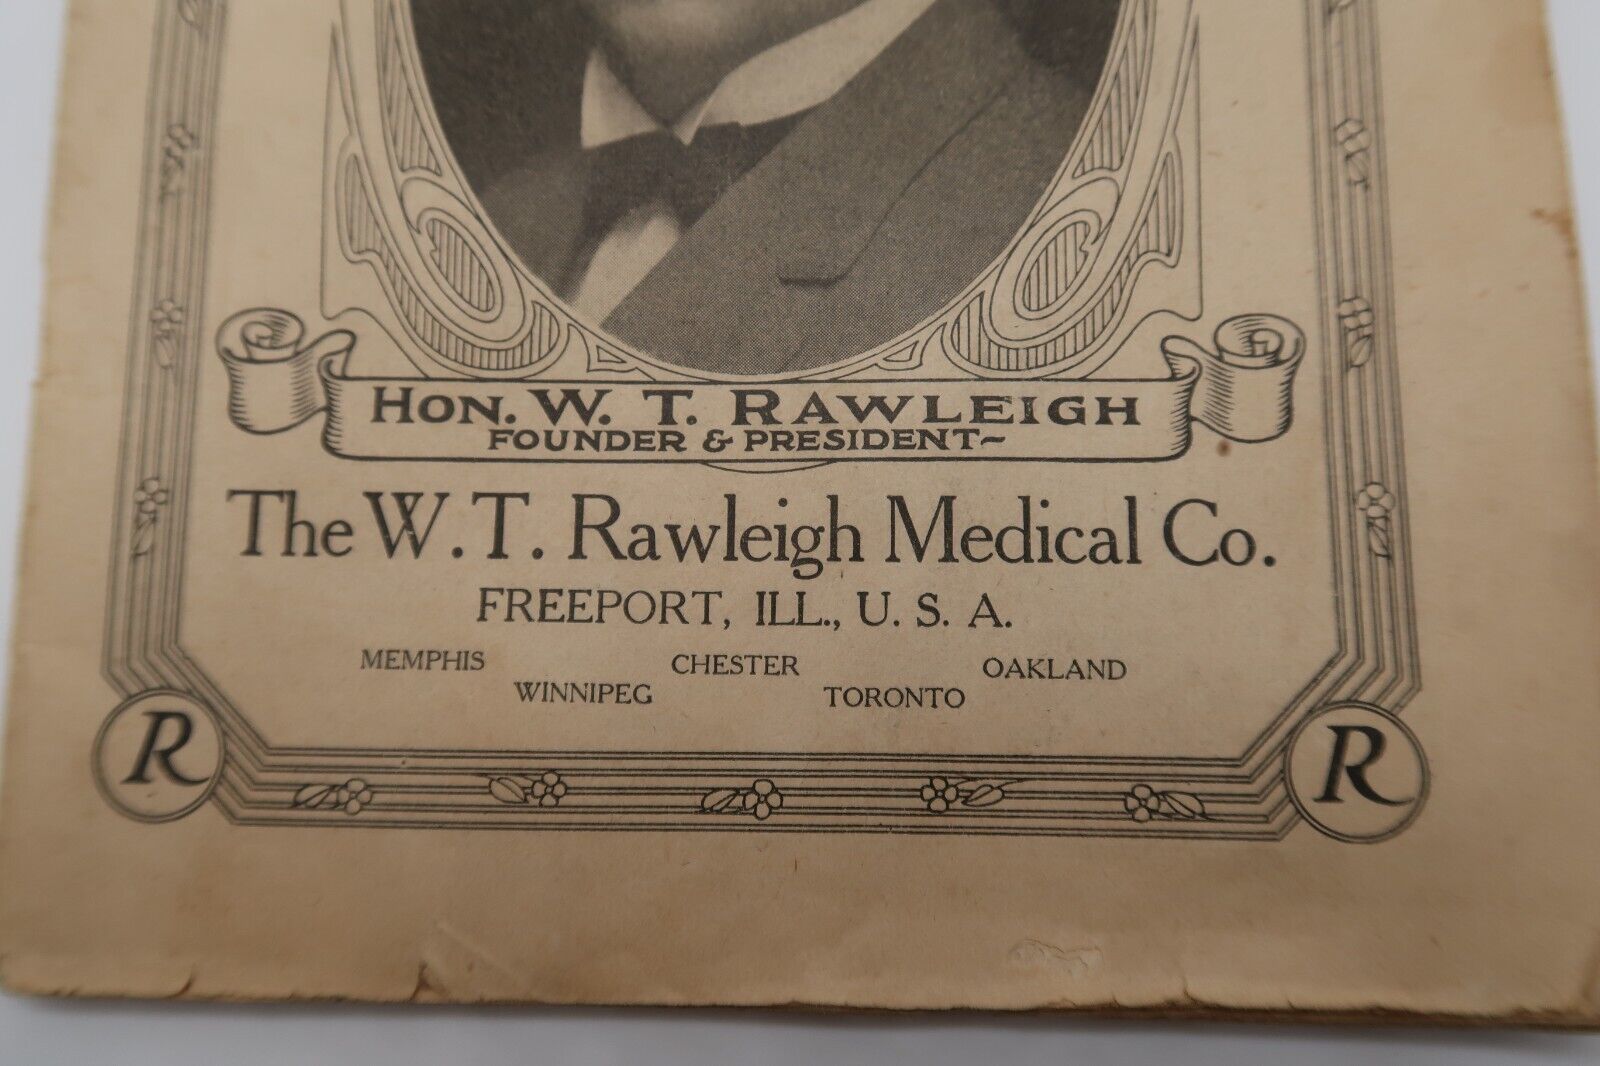 HON. W. T. RAWLEIGH
FOUNDER & PRESIDENT~
The W. T. Rawleigh Medical Co.
FREEPORT, ILL., U. S. A.
MEMPHIS CHESTER OAKLAND
WINNIPEG TORONTO
R R